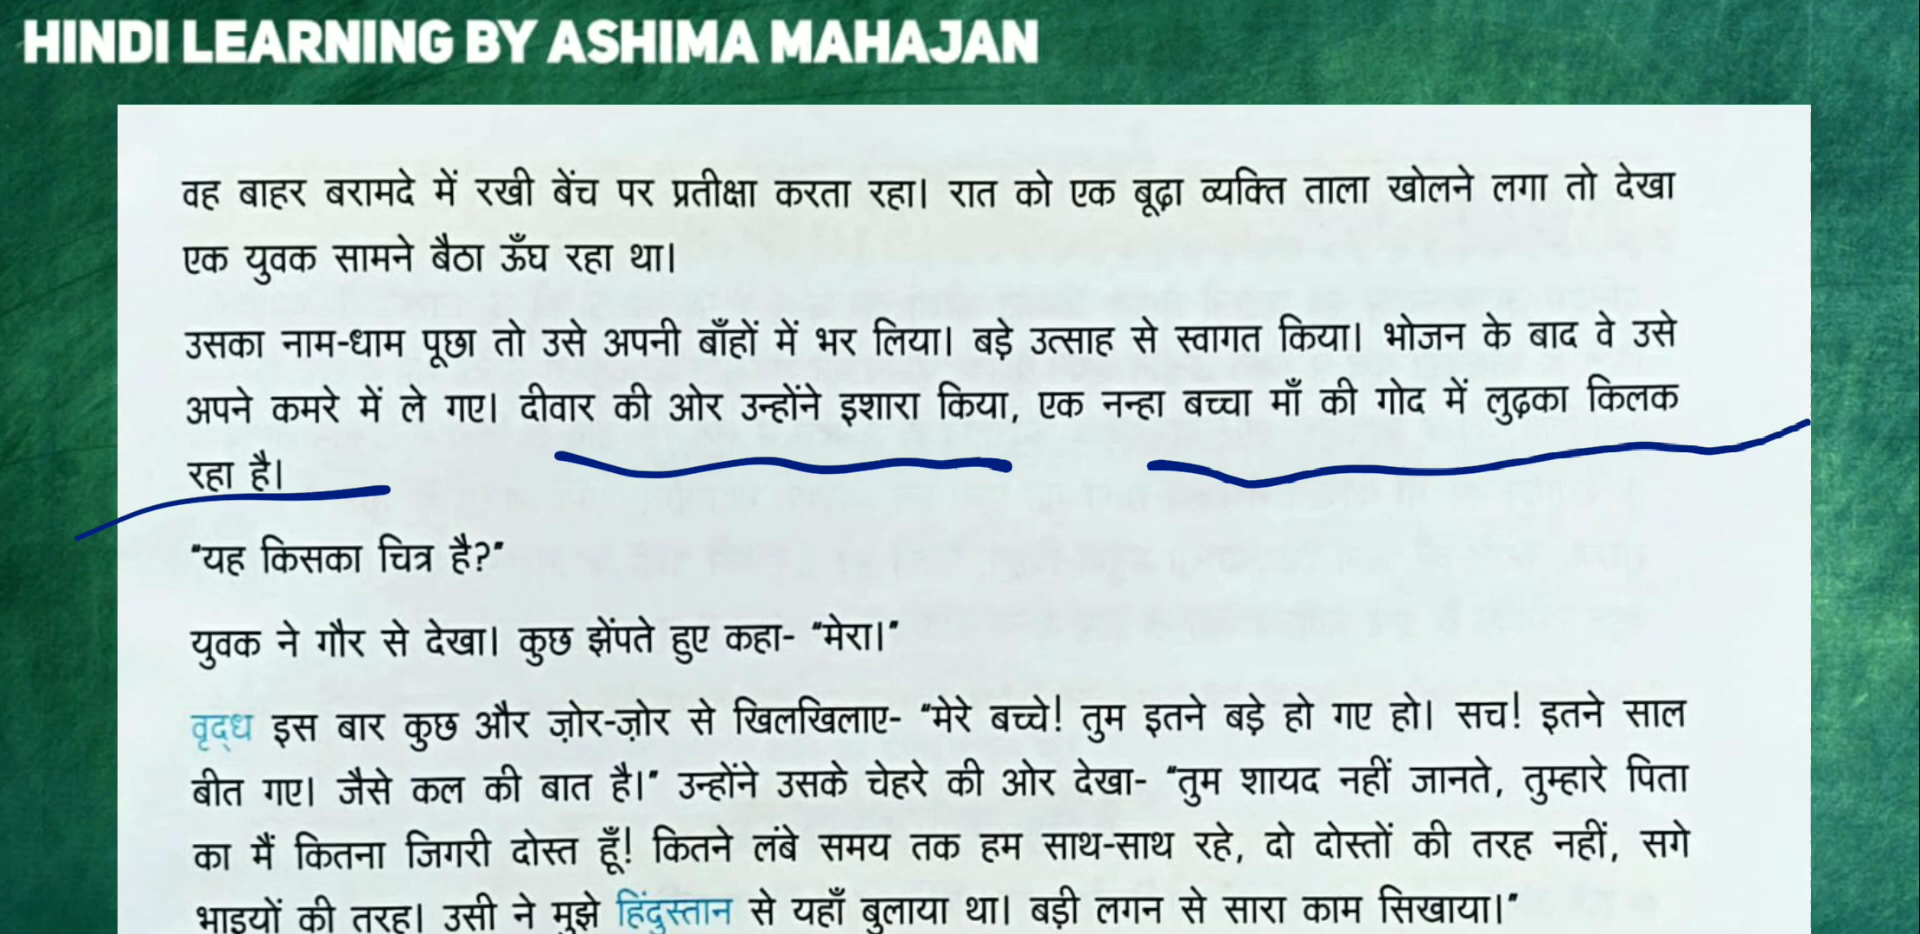 HINDI LEARNING BY ASHIMA MAHAJAN
वह बाहर बरामदे में रखी बेंच पर प्रतीक्षा करता रहा। रात को एक बूढ़ा व्यक्ति ताला खोलने लगा तो देखा
एक युवक सामने बैठा ऊँघ रहा था।
उसका नाम-धाम पूछा तो उसे अपनी बाँहों में भर लिया। बड़े उत्साह से स्वागत किया। भोजन के बाद वे उसे
अपने कमरे में ले गए। दीवार की ओर उन्होंने इशारा किया, एक नन्हा बच्चा माँ की गोद में लुढ़का किलक
रहा है।
"यह किसका चित्र है?"
युवक ने गौर से देखा। कुछ झेंपते हुए कहा- "मेरा।"
वृद्ध इस बार कुछ और ज़ोर-ज़ोर से खिलखिलाए- "मेरे बच्चे! तुम इतने बड़े हो गए हो। सच! इतने साल
बीत गए। जैसे कल की बात है।" उन्होंने उसके चेहरे की ओर देखा- "तुम शायद नहीं जानते, तुम्हारे पिता
का मैं कितना जिगरी दोस्त हूँ! कितने लंबे समय तक हम साथ-साथ रहे, दो दोस्तों की तरह नहीं, सगे
भाइयों की तरह। उसी ने मुझे हिंदुस्तान से यहाँ बुलाया था। बड़ी लगन से सारा काम सिखाया।"